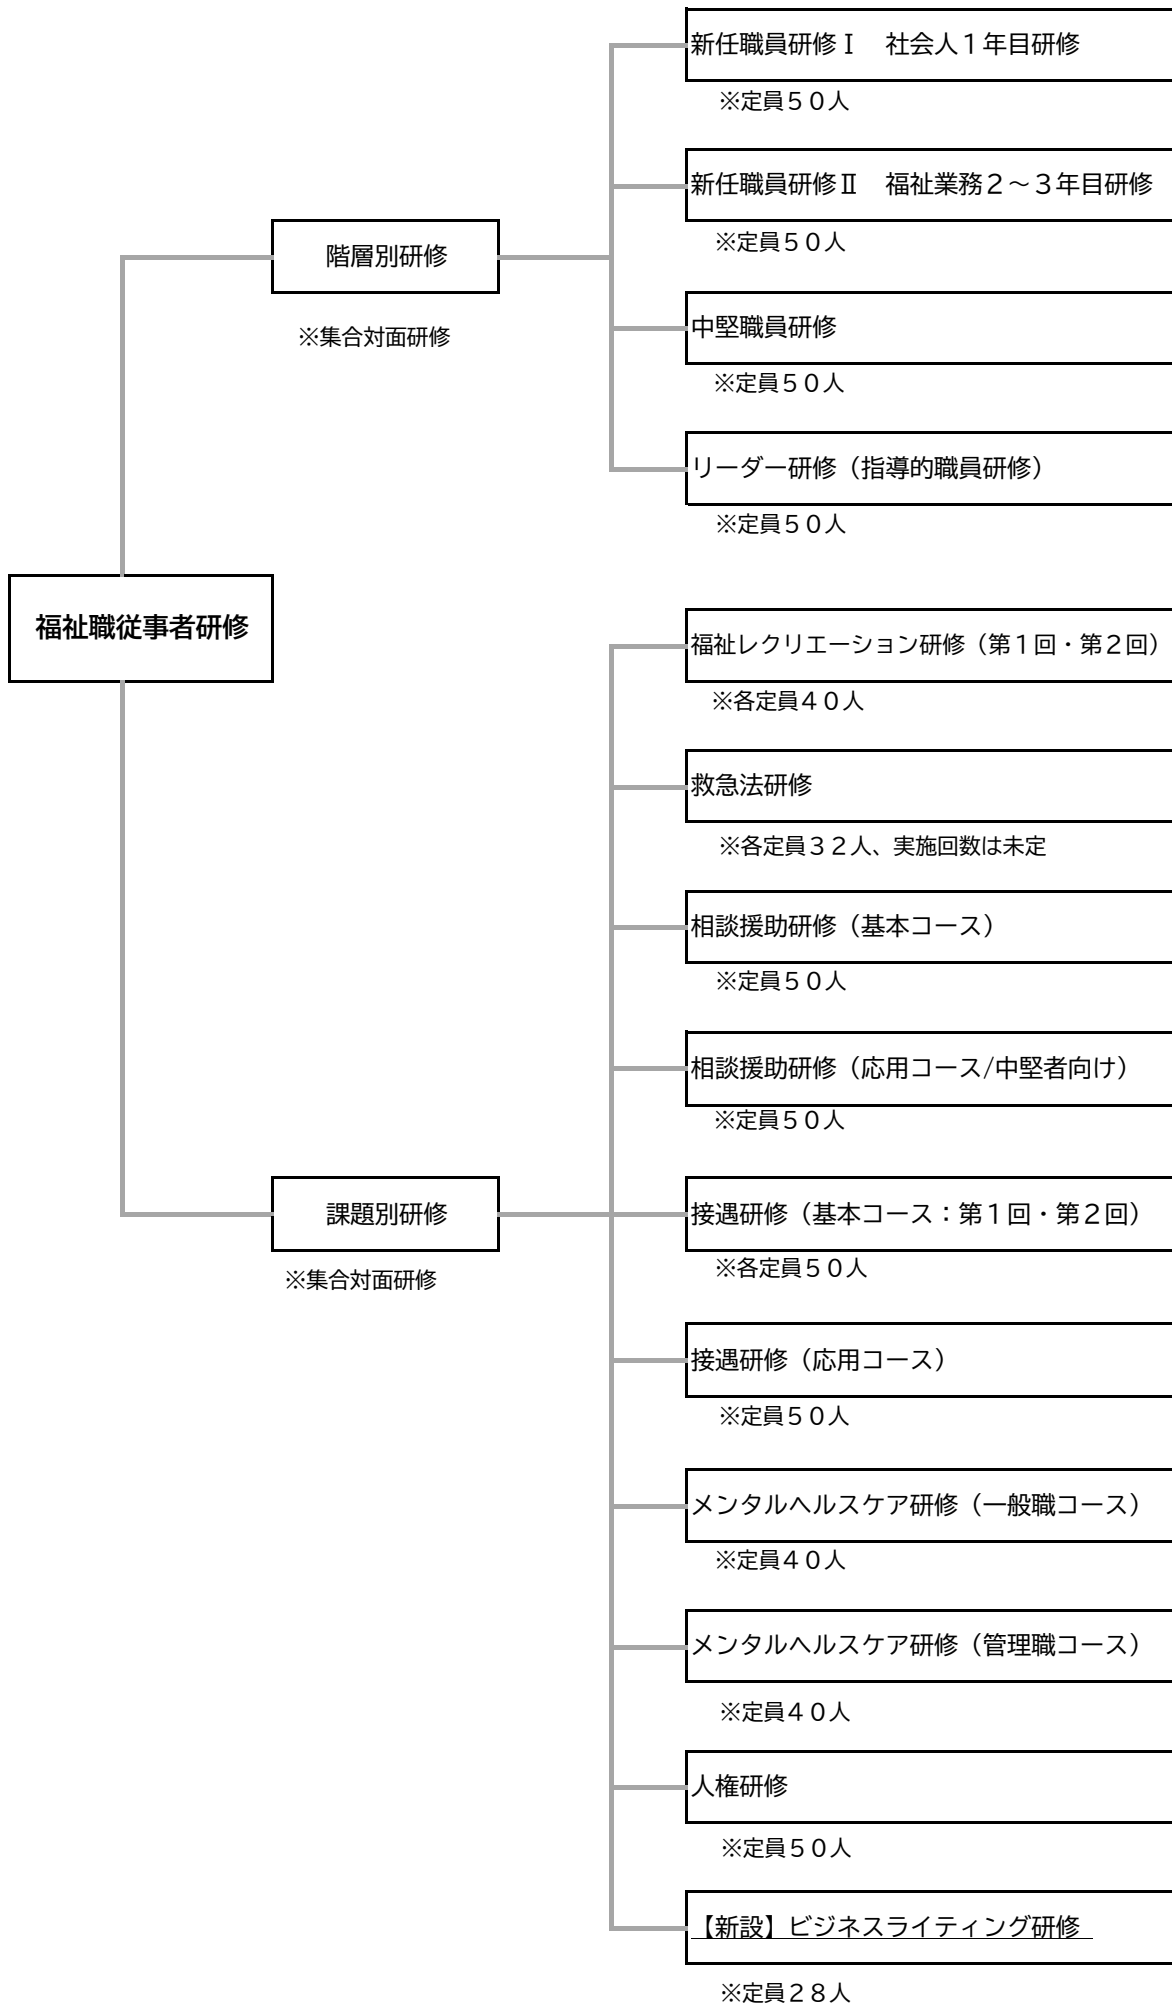 福祉職従事者研修
階層別研修
※集合対面研修
新任職員研修Ⅰ　社会人１年目研修
※定員５０人
新任職員研修Ⅱ　福祉業務２～３年目研修
※定員５０人
中堅職員研修
※定員５０人
リーダー研修（指導的職員研修）
※定員５０人
課題別研修
※集合対面研修
福祉レクリエーション研修（第１回・第２回）
※各定員４０人
救急法研修
※各定員３２人、実施回数は未定
相談援助研修（基本コース）
※定員５０人
相談援助研修（応用コース/中堅者向け）
※定員５０人
接遇研修（基本コース：第１回・第２回）
※各定員５０人
接遇研修（応用コース）
※定員５０人
メンタルヘルスケア研修（一般職コース）
※定員４０人
メンタルヘルスケア研修（管理職コース）
※定員４０人
人権研修
※定員５０人
【新設】ビジネスライティング研修
※定員２８人